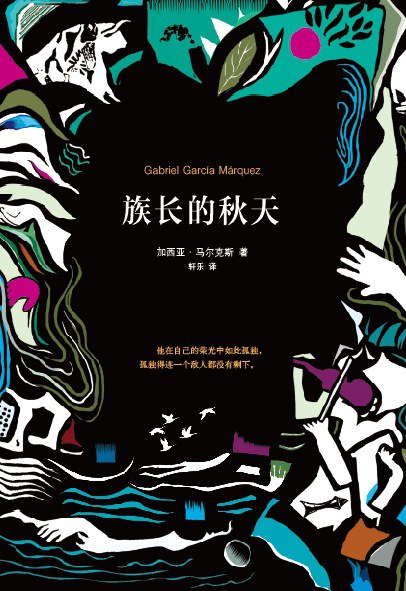 Gabriel García Márquez
族长的秋天
加西亚·马尔克斯 著
轩乐 译
他在自己的荣光中如此孤独,
孤独得连一个敌人都没有剩下。